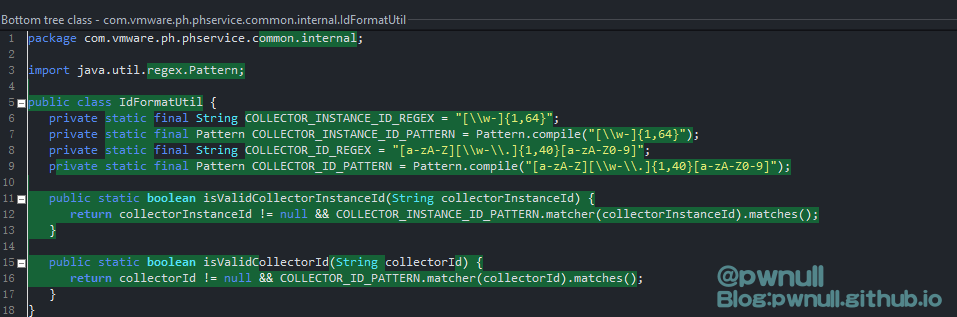 Bottom tree class - com.vmware.ph.phservice.common.internal.IdFormatUtil
1 package com.vmware.ph.phservice.common.internal;
2
3 import java.util.regex.Pattern;
4
5 public class IdFormatUtil {
6 private static final String COLLECTOR_INSTANCE_ID_REGEX = "[\\w-]{1,64}";
7 private static final Pattern COLLECTOR_INSTANCE_ID_PATTERN = Pattern.compile("[\\w-]{1,64}");
8 private static final String COLLECTOR_ID_REGEX = "[a-zA-Z][\\w-\\.]{1,40}[a-zA-Z0-9]";
9 private static final Pattern COLLECTOR_ID_PATTERN = Pattern.compile("[a-zA-Z][\\w-\\.]{1,40}[a-zA-Z0-9]");
10
11 public static boolean isValidCollectorInstanceId(String collectorInstanceId) {
12 return collectorInstanceId != null && COLLECTOR_INSTANCE_ID_PATTERN.matcher(collectorInstanceId).matches();
13 }
14
15 public static boolean isValidCollectorId(String collectorId) {
16 return collectorId != null && COLLECTOR_ID_PATTERN.matcher(collectorId).matches();
17 }
18 }
@pwnull
Blog:pwnull.github.io